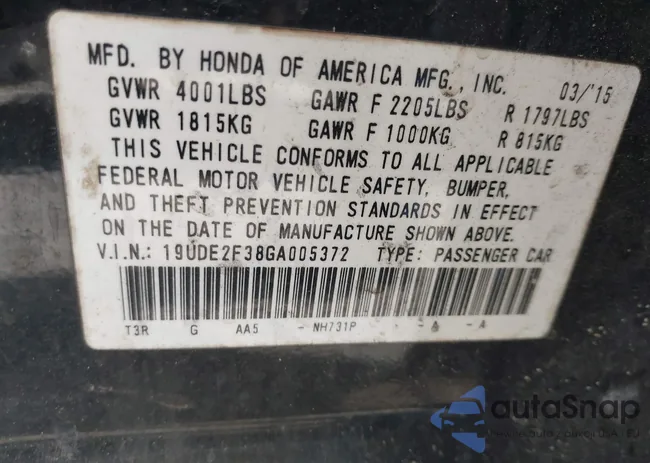 MFD. BY HONDA OF AMERICA MFG., INC. 03/'15
GVWR 4001LBS GAWR F 2205LBS R 1797LBS
GVWR 1815KG GAWR F 1000KG R 815KG
THIS VEHICLE CONFORMS TO ALL APPLICABLE
FEDERAL MOTOR VEHICLE SAFETY, BUMPER,
AND THEFT PREVENTION STANDARDS IN EFFECT
ON THE DATE OF MANUFACTURE SHOWN ABOVE.
V.I.N.: 19UDE2F38GA005372 TYPE: PASSENGER CAR
T3R G AA5 - NH731P - A - A
autoSnap